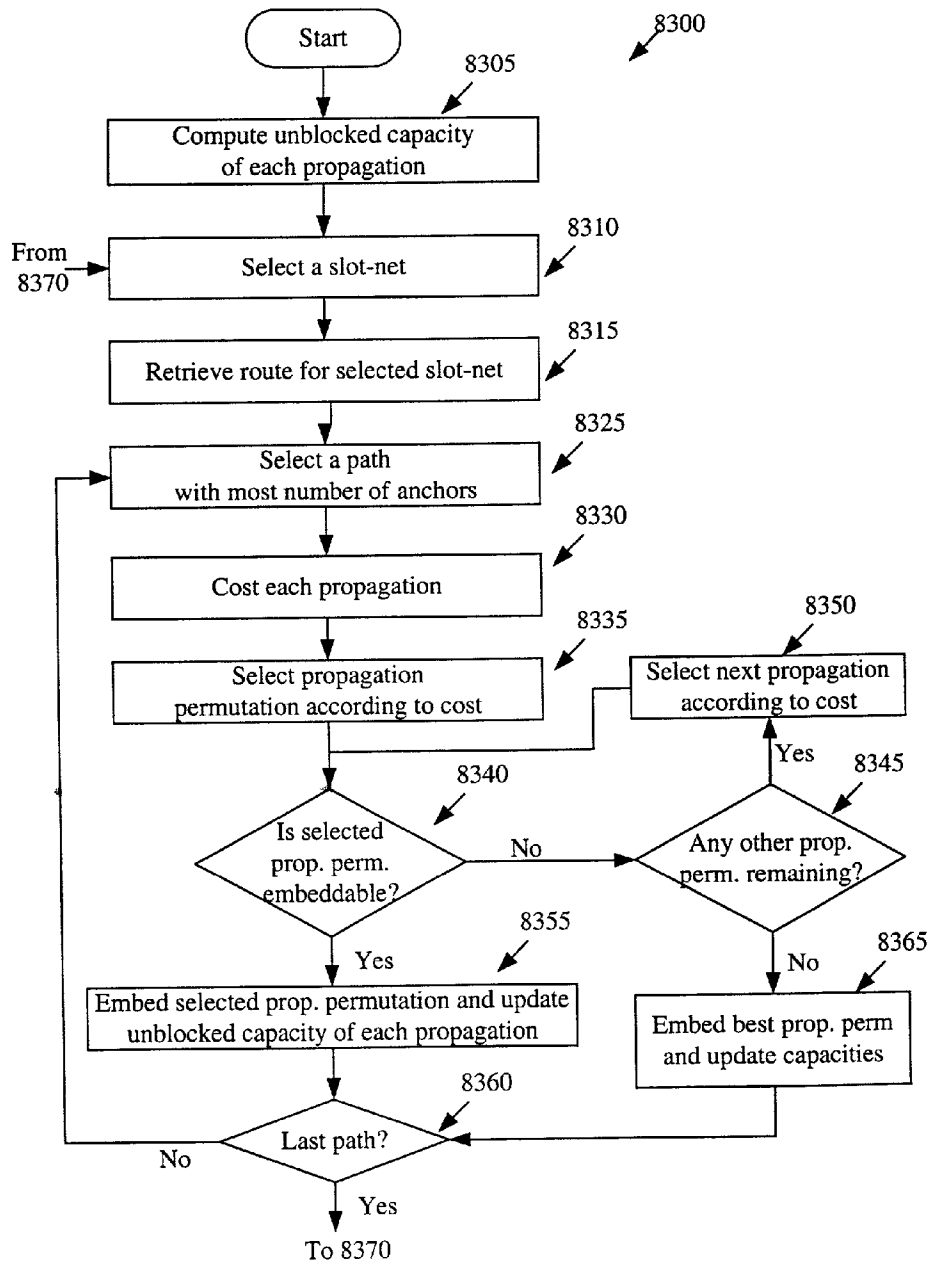 Start
8300
8305
Compute unblocked capacity
of each propagation
8310
From
8370
Select a slot-net
8315
Retrieve route for selected slot-net
8325
Select a path
with most number of anchors
8330
Cost each propagation
8335
Select propagation
permutation according to cost
8350
Select next propagation
according to cost
Yes
8340
8345
Is selected
prop. perm.
embeddable?
No
Any other prop.
perm. remaining?
8355
Yes
8365
No
Embed selected prop. permutation and update
unblocked capacity of each propagation
Embed best prop. perm
and update capacities
8360
Last path?
No
Yes
To 8370